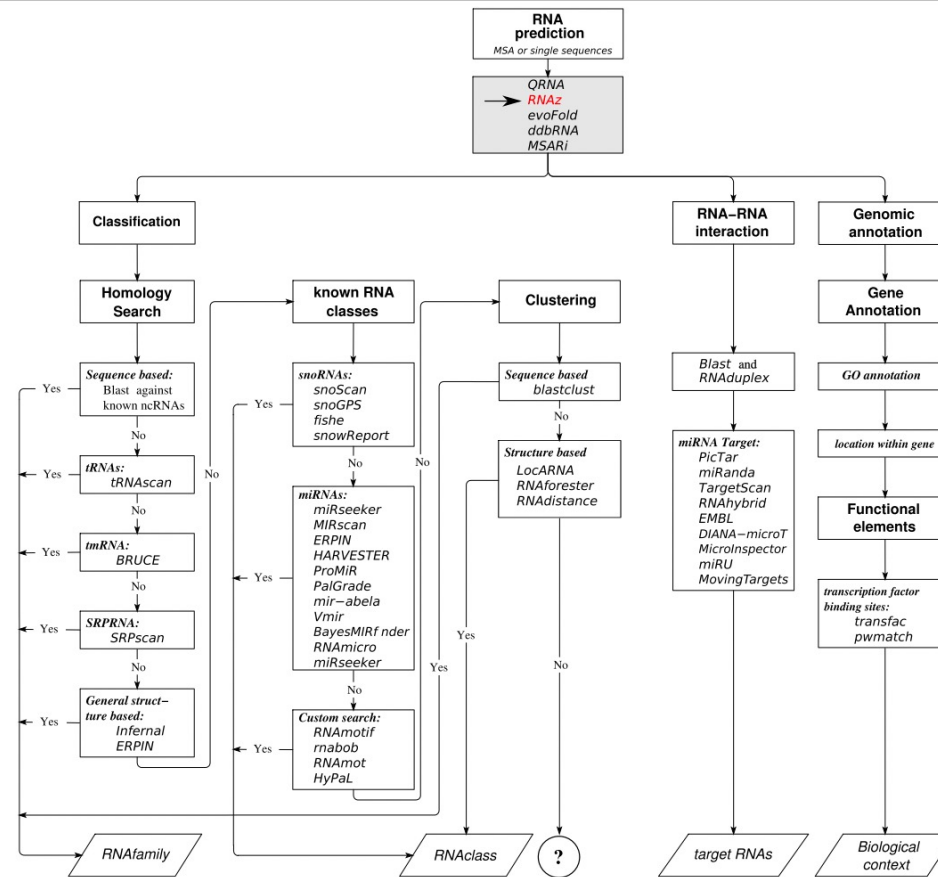 RNA
prediction
MSA or single sequences
QRNA
RNAz
evoFold
ddbRNA
MSARi
Classification
Homology
Search
Sequence based:
Blast against
known ncRNAs
Yes
No
tRNAs:
tRNAscan
Yes
No
tmRNA:
BRUCE
Yes
No
SRPRNA:
SRPscan
Yes
No
General struct–
ture based:
Infernal
ERPIN
Yes
No
known RNA
classes
snoRNAs:
snoScan
snoGPS
fishe
snowReport
Yes
No
miRNAs:
miRseeker
MIRscan
ERPIN
HARVESTER
ProMiR
PalGrade
mir–abela
Vmir
BayesMIRf nder
RNAmicro
miRseeker
Yes
No
Custom search:
RNAmotif
rnabob
RNAmot
HyPaL
Yes
No
Clustering
Sequence based
blastclust
Yes
No
Structure based
LocARNA
RNAforester
RNAdistance
Yes
No
RNA–RNA
interaction
Blast and
RNAduplex
miRNA Target:
PicTar
miRanda
TargetScan
RNAhybrid
EMBL
DIANA–microT
MicroInspector
miRU
MovingTargets
Genomic
annotation
Gene
Annotation
GO annotation
location within gene
Functional
elements
transcription factor
binding sites:
transfac
pwmatch
RNAfamily
RNAclass
?
target RNAs
Biological
context